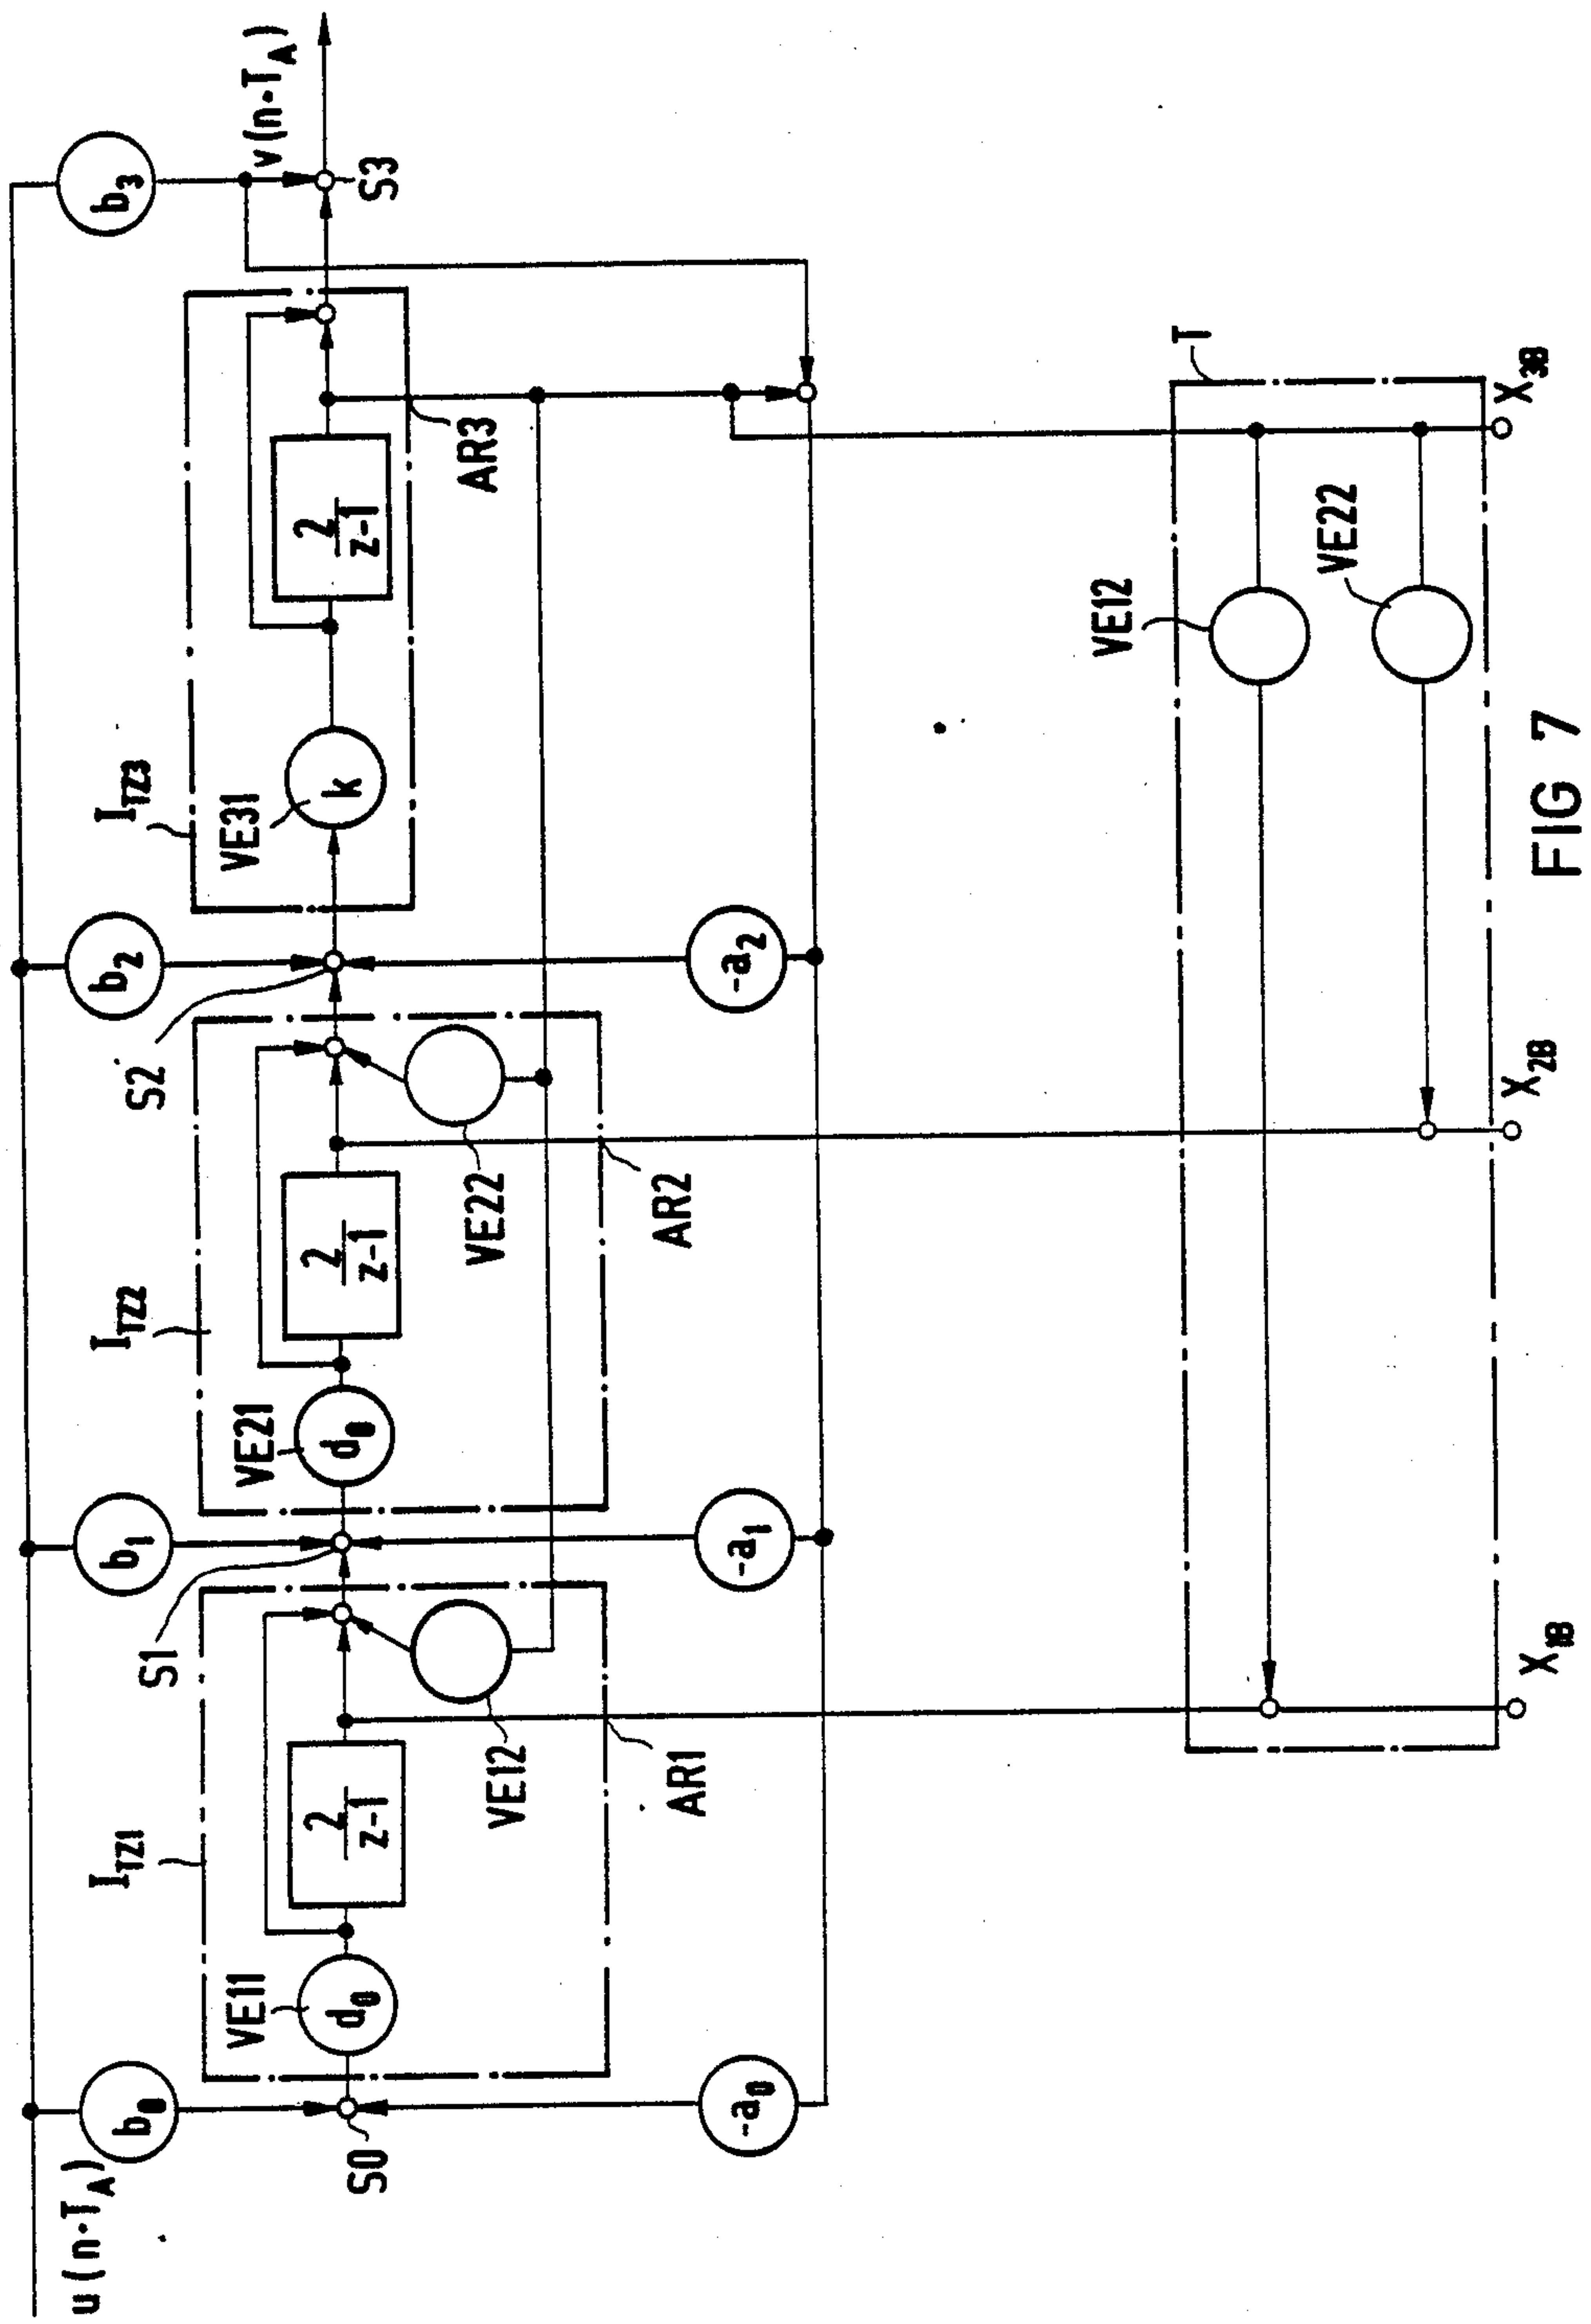 u(n·T_A)
b_0
b_1
b_2
b_3
v(n·T_A)
I_TZ1
I_TZ2
I_TZ3
VE11
d_0
2
z-1
VE12
AR1
S0
S1
VE21
d_0
2
z-1
VE22
AR2
S2
VE31
k
2
z-1
AR3
S3
-a_0
-a_1
-a_2
T
VE12
VE22
X_1B
X_2B
X_3B
FIG 7